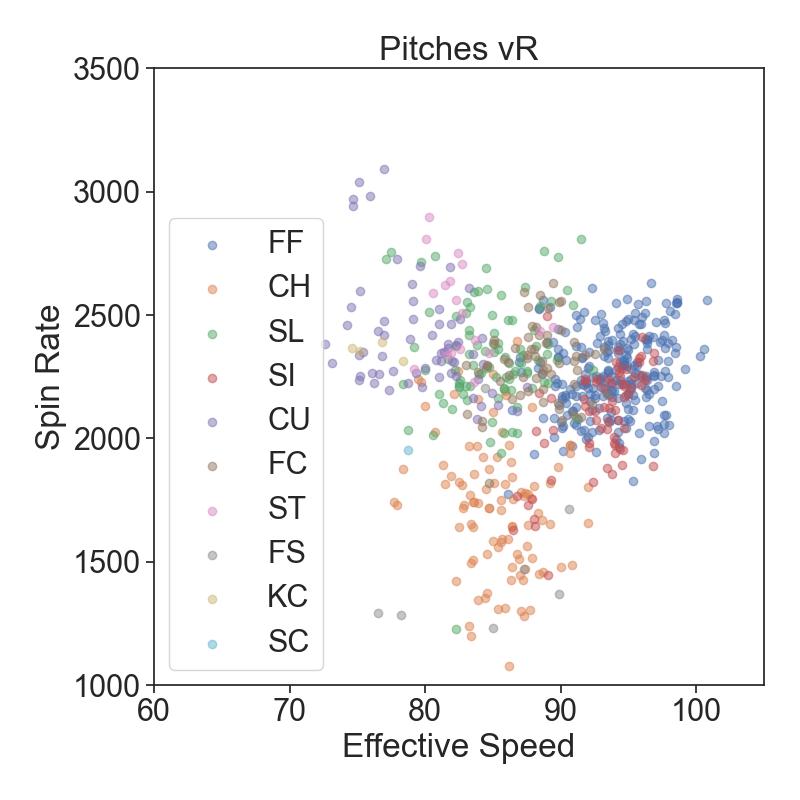 Pitches vR
3500
3000
2500
2000
1500
1000
Spin Rate
FF
CH
SL
SI
CU
FC
ST
FS
KC
SC
60 70 80 90 100
Effective Speed